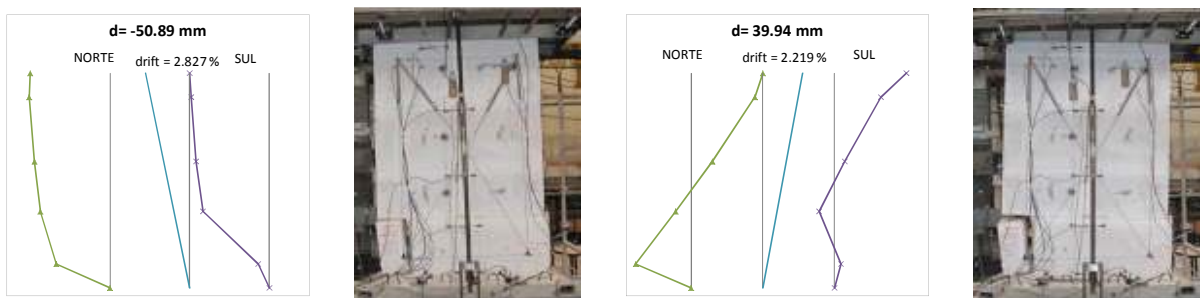 d= -50.89 mm
NORTE
drift = 2.827 %
SUL
d= 39.94 mm
NORTE
drift = 2.219 %
SUL